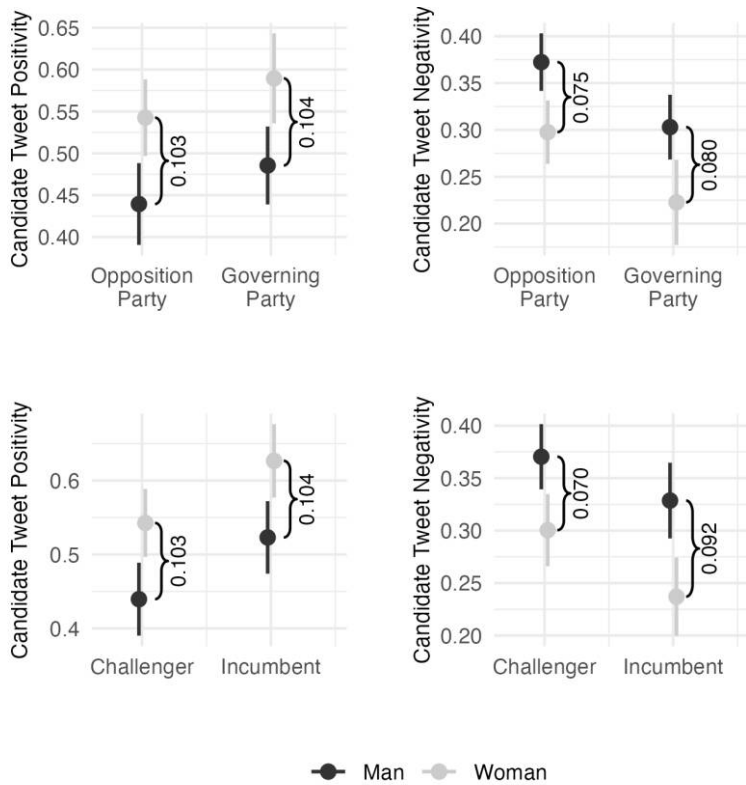 Candidate Tweet Positivity
0.65
0.60
0.55
0.50
0.45
0.40
0.103
0.104
Opposition
Party
Governing
Party
Candidate Tweet Negativity
0.40
0.35
0.30
0.25
0.20
0.075
0.080
Opposition
Party
Governing
Party
Candidate Tweet Positivity
0.6
0.5
0.4
0.103
0.104
Challenger
Incumbent
Candidate Tweet Negativity
0.40
0.35
0.30
0.25
0.20
0.070
0.092
Challenger
Incumbent
Man
Woman